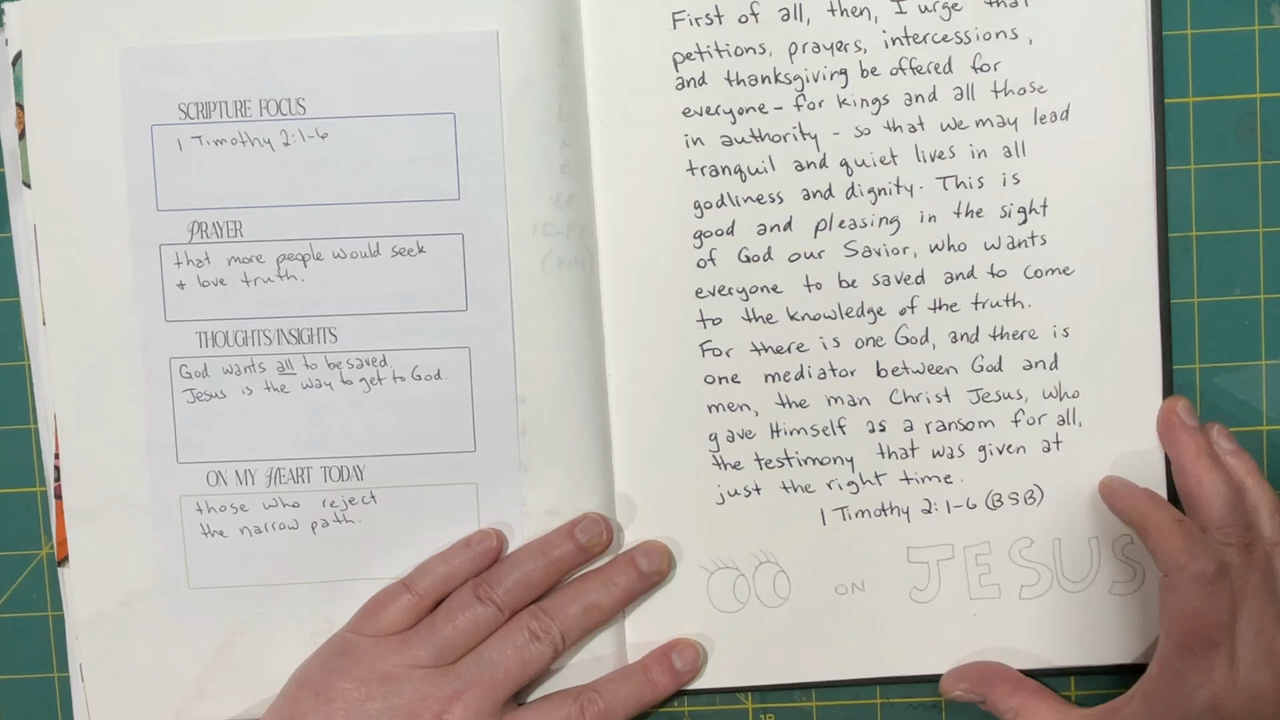 SCRIPTURE FOCUS
1 Timothy 2:1-6
PRAYER
that more people would seek
+ love truth.
THOUGHTS/INSIGHTS
God wants all to be saved.
Jesus is the way to get to God.
ON MY HEART TODAY
those who reject
the narrow path.
First of all, then, I urge that
petitions, prayers, intercessions,
and thanksgiving be offered for
everyone - for kings and all those
in authority - so that we may lead
tranquil and quiet lives in all
godliness and dignity. This is
good and pleasing in the sight
of God our Savior, who wants
everyone to be saved and to come
to the knowledge of the truth.
For there is one God, and there is
one mediator between God and
men, the man Christ Jesus, who
gave Himself as a ransom for all,
the testimony that was given at
just the right time.
1 Timothy 2:1-6 (BSB)
ON JESUS